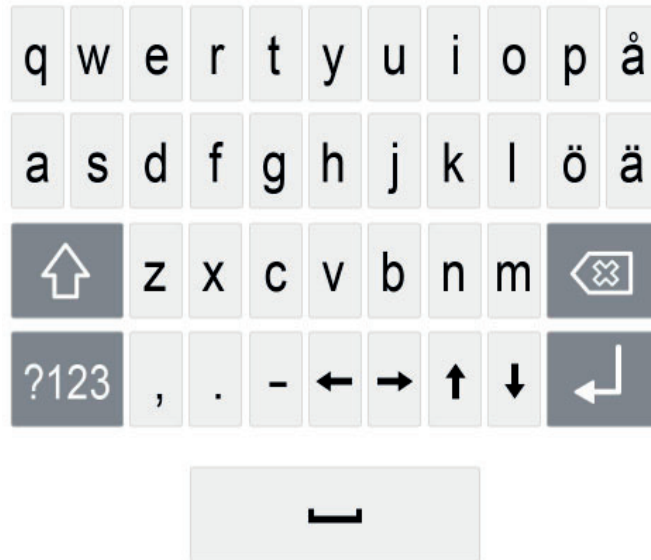 q w e r t y u i o p å
a s d f g h j k l ö ä
z x c v b n m
?123 , . - ← → ↑ ↓